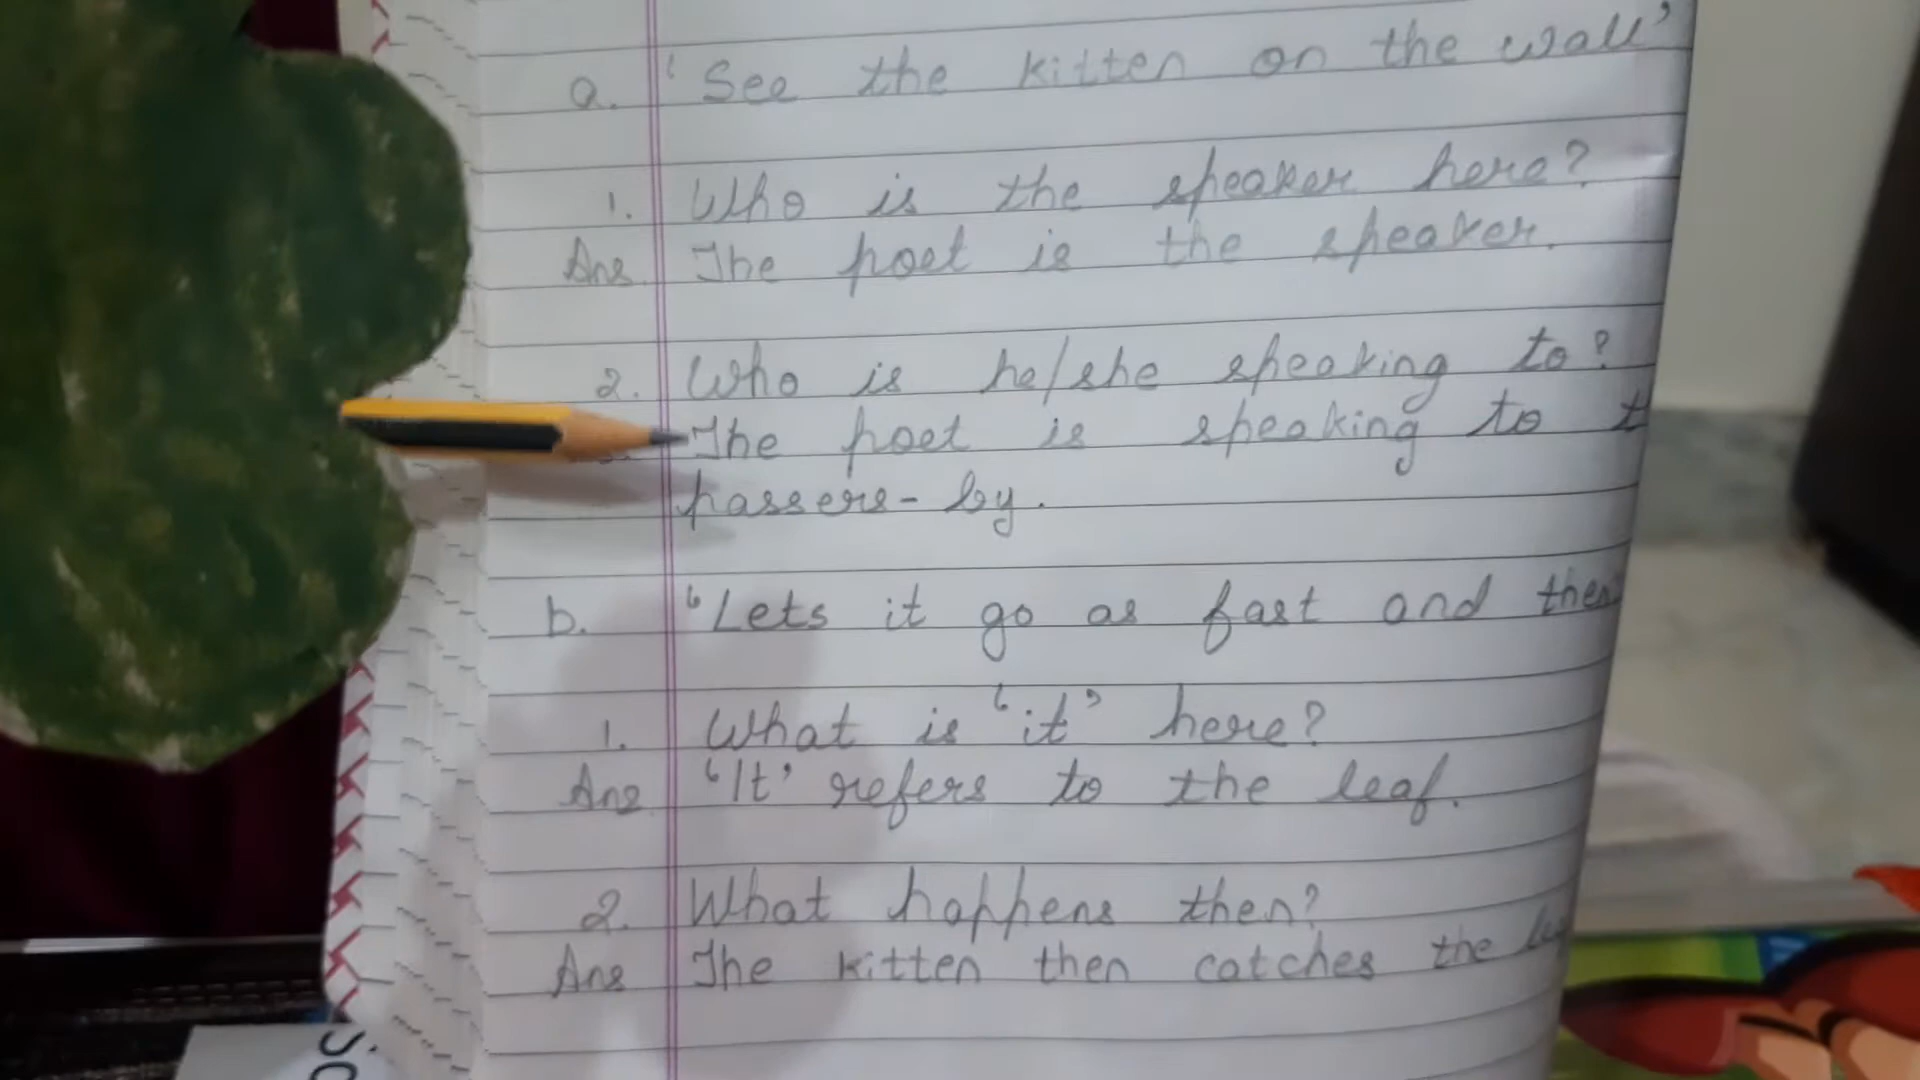 a. 'See the kitten on the wall'
1. Who is the speaker here?
Ans The poet is the speaker.
2. Who is he/she speaking to?
The poet is speaking to
passers-by.
b. 'Lets it go as fast and then
1. What is 'it' here?
Ans 'It' refers to the leaf.
2. What happens then?
Ans The kitten then catches the